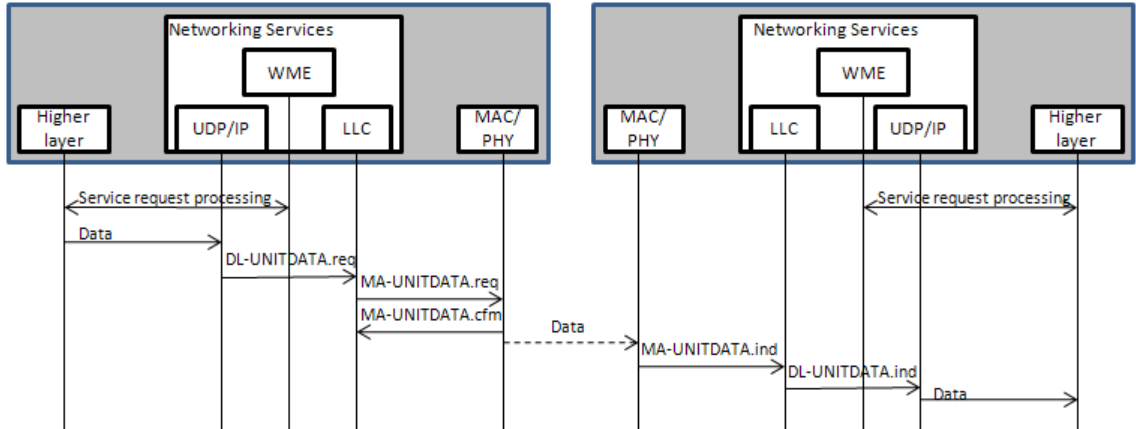 Networking Services
WME
Higher
layer
UDP/IP
LLC
MAC/
PHY
Networking Services
WME
MAC/
PHY
LLC
UDP/IP
Higher
layer
Service request processing
Service request processing
Data
DL-UNITDATA.req
MA-UNITDATA.req
MA-UNITDATA.cfm
Data
MA-UNITDATA.ind
DL-UNITDATA.ind
Data